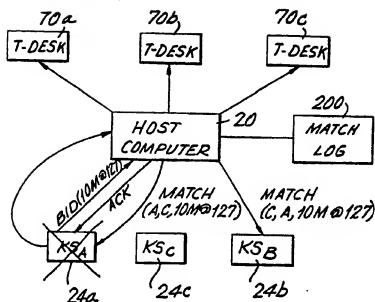 70a
70b
70c
T-DESK
T-DESK
T-DESK
20
200
HOST
COMPUTER
MATCH
LOG
BID(10M@127)
ACK
MATCH
(A,C,10M@127)
MATCH
(C,A,10M@127)
KSA
KSC
KSB
24a
24c
24b